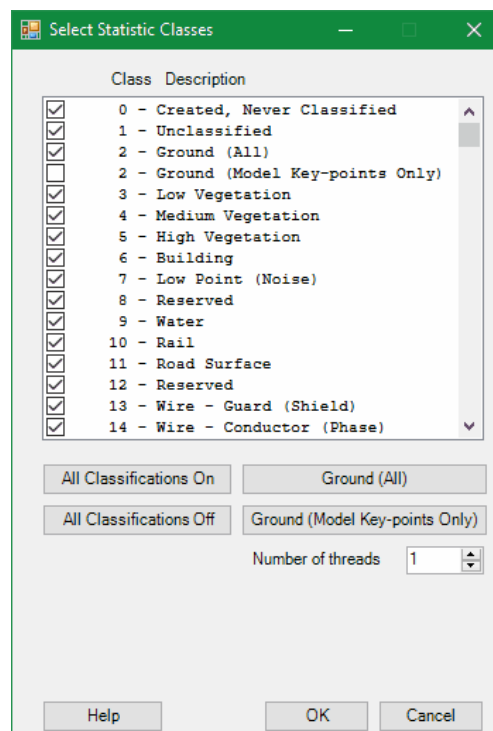 Select Statistic Classes
Class Description
0 - Created, Never Classified
1 - Unclassified
2 - Ground (All)
2 - Ground (Model Key-points Only)
3 - Low Vegetation
4 - Medium Vegetation
5 - High Vegetation
6 - Building
7 - Low Point (Noise)
8 - Reserved
9 - Water
10 - Rail
11 - Road Surface
12 - Reserved
13 - Wire - Guard (Shield)
14 - Wire - Conductor (Phase)
All Classifications On Ground (All)
All Classifications Off Ground (Model Key-points Only)
Number of threads 1
Help OK Cancel